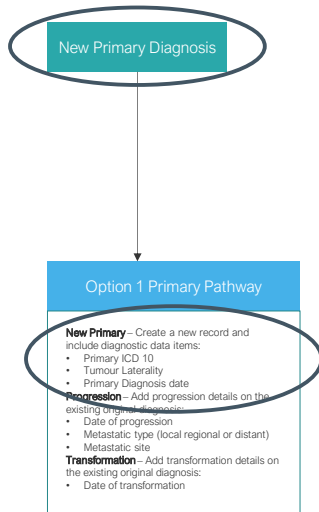 New Primary Diagnosis
Option 1 Primary Pathway
New Primary – Create a new record and
include diagnostic data items:
• Primary ICD 10
• Tumour Laterality
• Primary Diagnosis date
Progression – Add progression details on the
existing original diagnosis:
• Date of progression
• Metastatic type (local regional or distant)
• Metastatic site
Transformation – Add transformation details on
the existing original diagnosis:
• Date of transformation